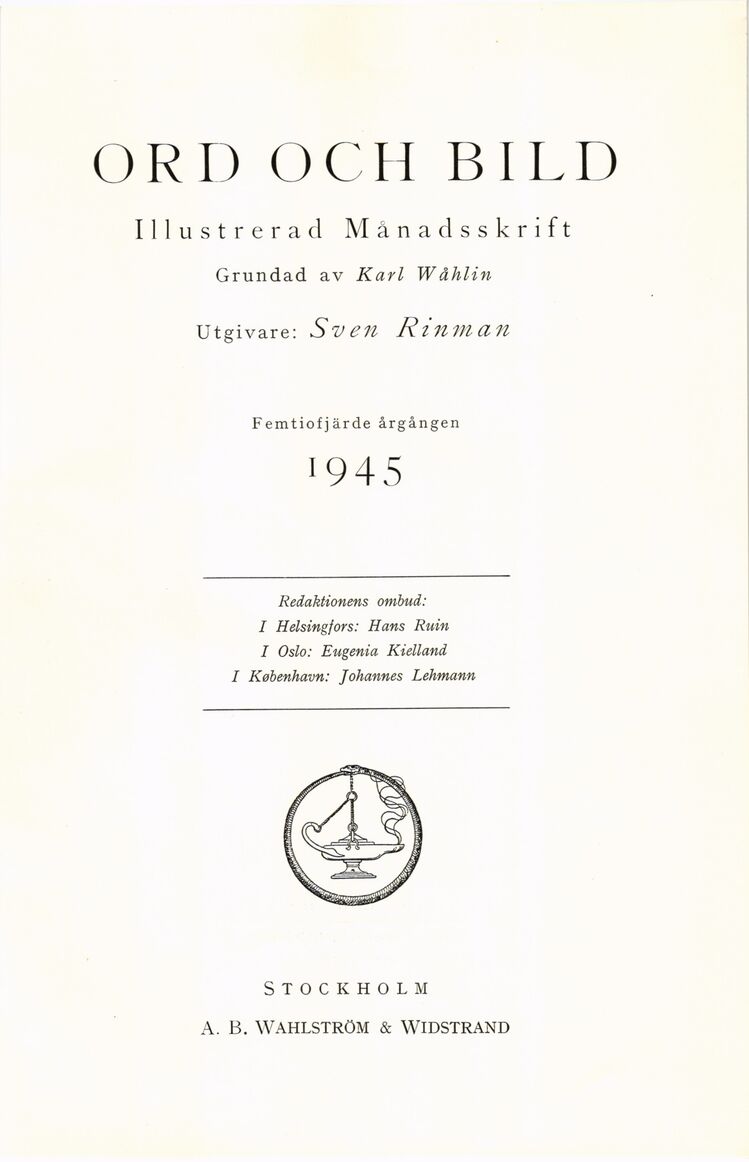 ORD OCH BILD
Illustrerad Månadsskrift
Grundad av Karl Wåhlin
Utgivare: Sven Rinman
Femtiofjärde årgången
1945
Redaktionens ombud:
I Helsingfors: Hans Ruin
I Oslo: Eugenia Kielland
I København: Johannes Lehmann
STOCKHOLM
A. B. WAHLSTRÖM & WIDSTRAND